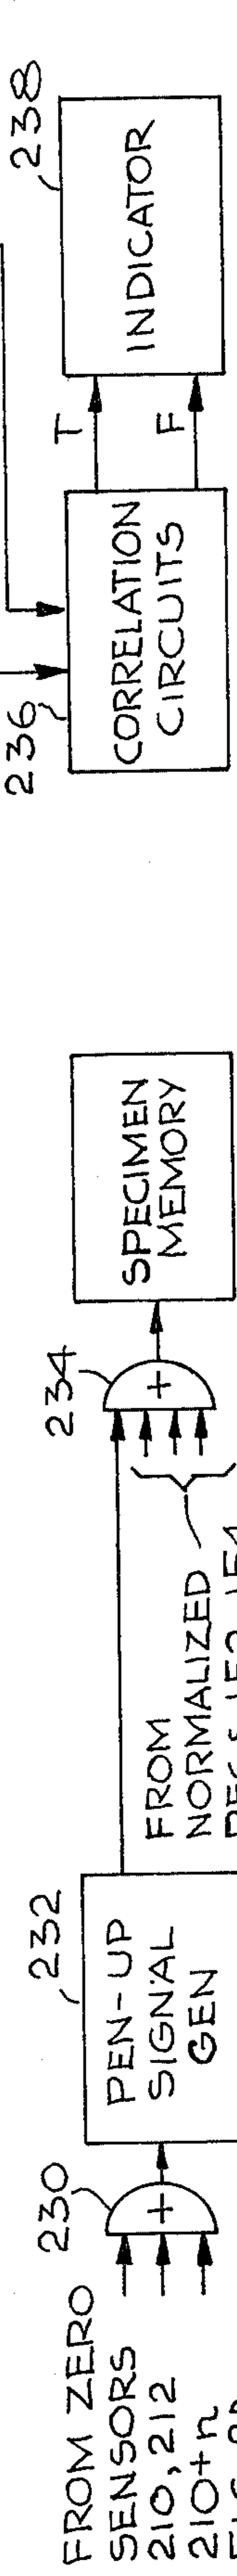 FROM ZERO
SENSORS
210, 212
210+n
230
+
232
PEN-UP
SIGNAL
GEN
FROM
NORMALIZED
234
+
SPECIMEN
MEMORY
236
CORRELATION
CIRCUITS
T
F
238
INDICATOR